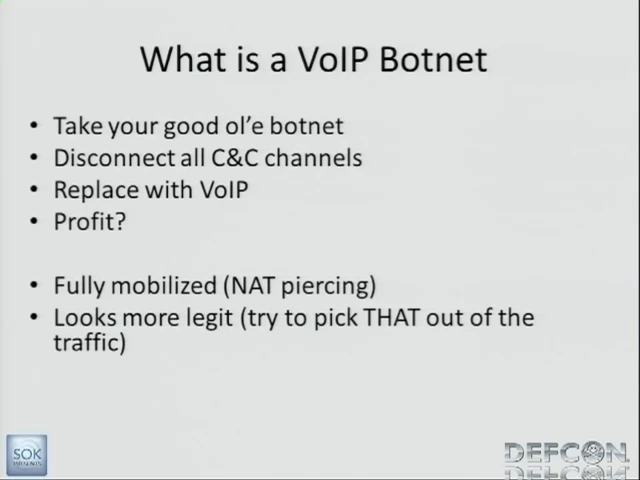 What is a VoIP Botnet
• Take your good ol'e botnet
• Disconnect all C&C channels
• Replace with VoIP
• Profit?
• Fully mobilized (NAT piercing)
• Looks more legit (try to pick THAT out of the
traffic)
SOK
DEFCON